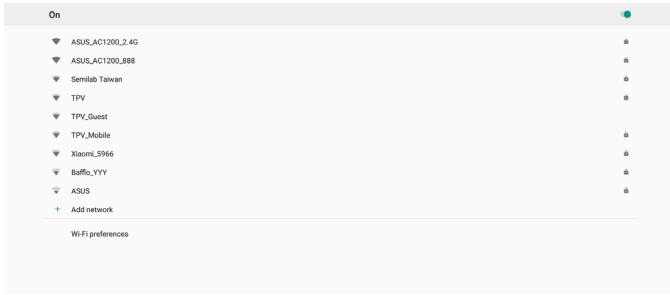 On
ASUS_AC1200_2.4G
ASUS_AC1200_888
Semilab Taiwan
TPV
TPV_Guest
TPV_Mobile
Xiaomi_5966
Bafflo_YYY
ASUS
+ Add network
Wi-Fi preferences